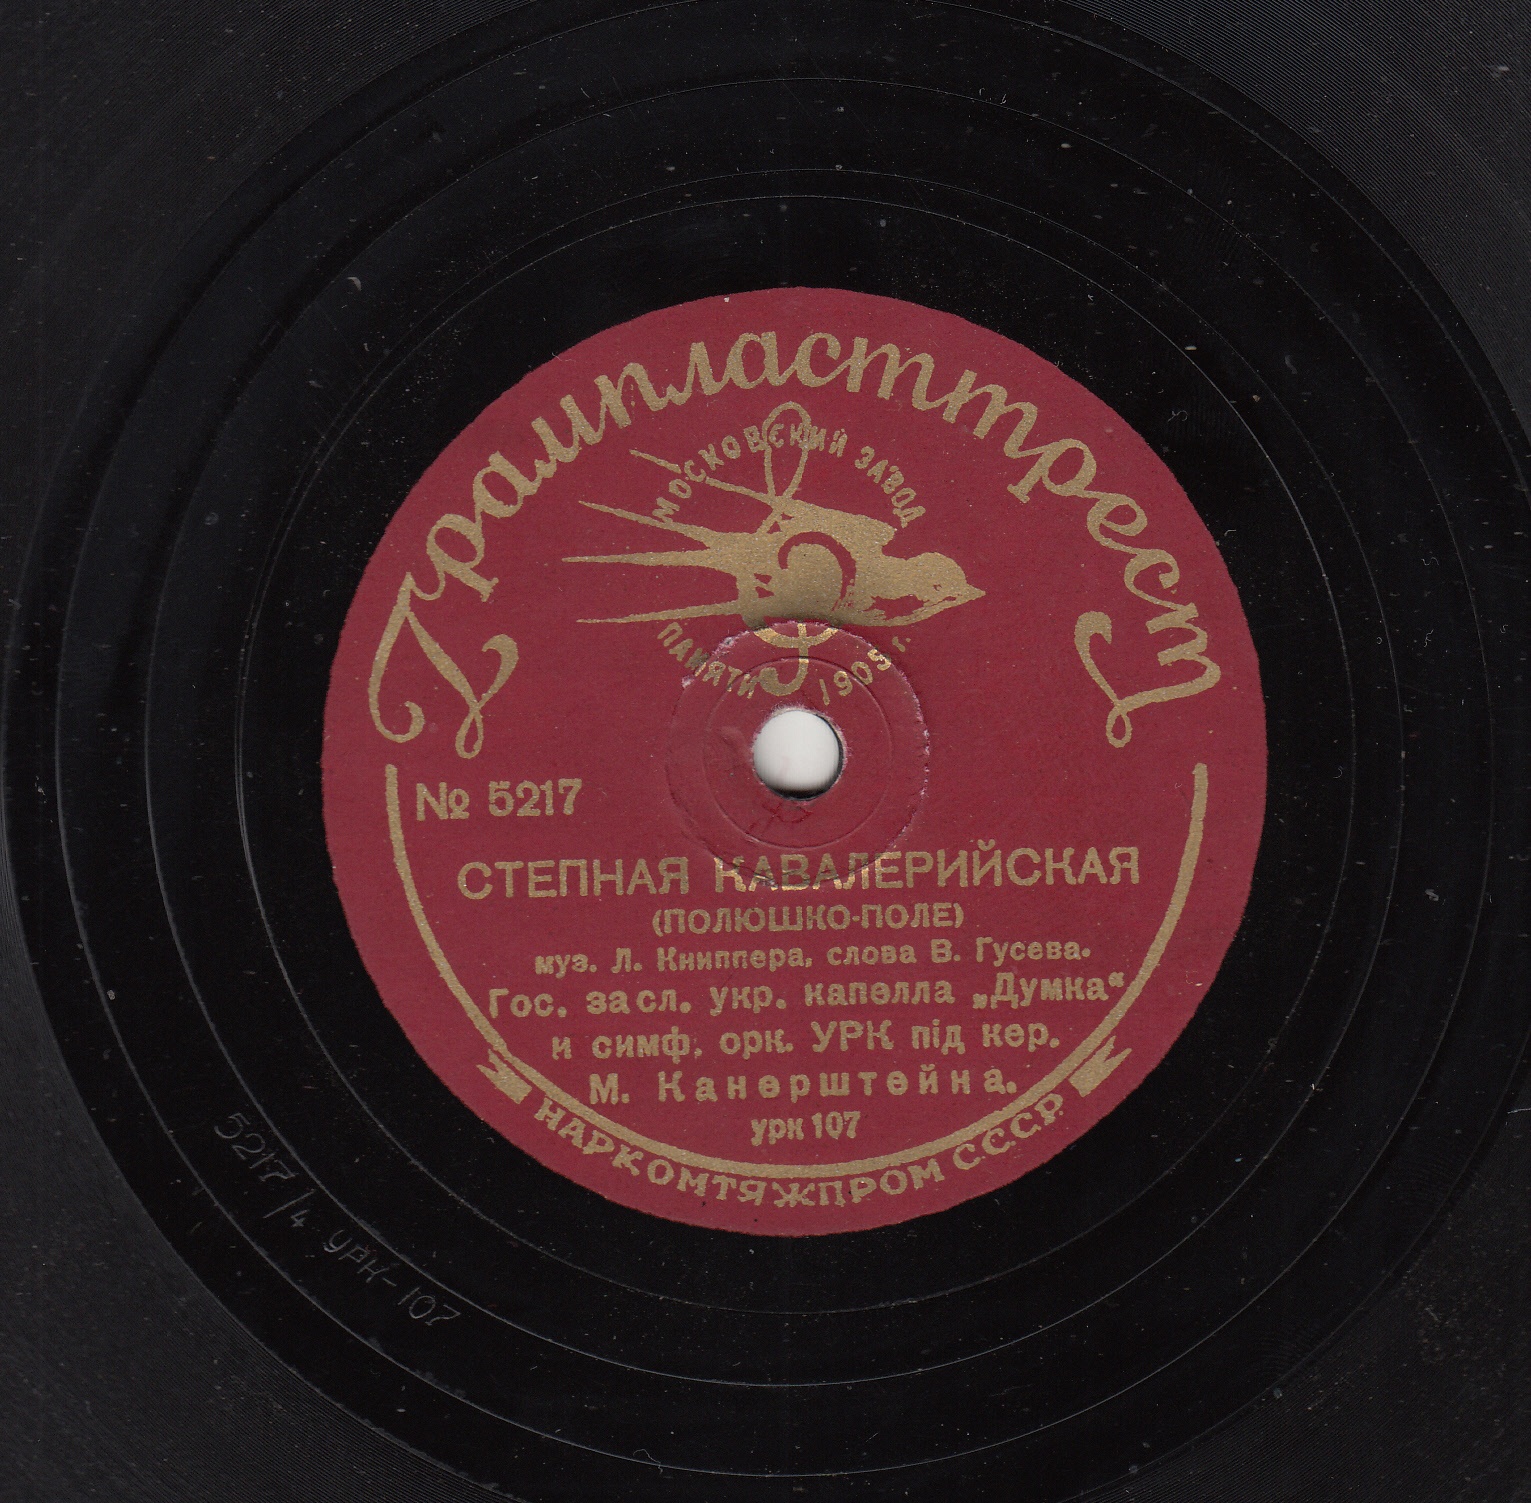 Грампласттрест
МОСКОВСКИЙ ЗАВОД
ПАМЯТИ 1905 г.
№ 5217
СТЕПНАЯ КАВАЛЕРИЙСКАЯ
(ПОЛЮШКО-ПОЛЕ)
муз. Л. Книппера, слова В. Гусева.
Гос. засл. укр. капелла „Думка“
и симф. орк. УРК під кер.
М. Канерштейна.
урк 107
НАРКОМТЯЖПРОМ С.С.С.Р.
5217/4 УРК-107